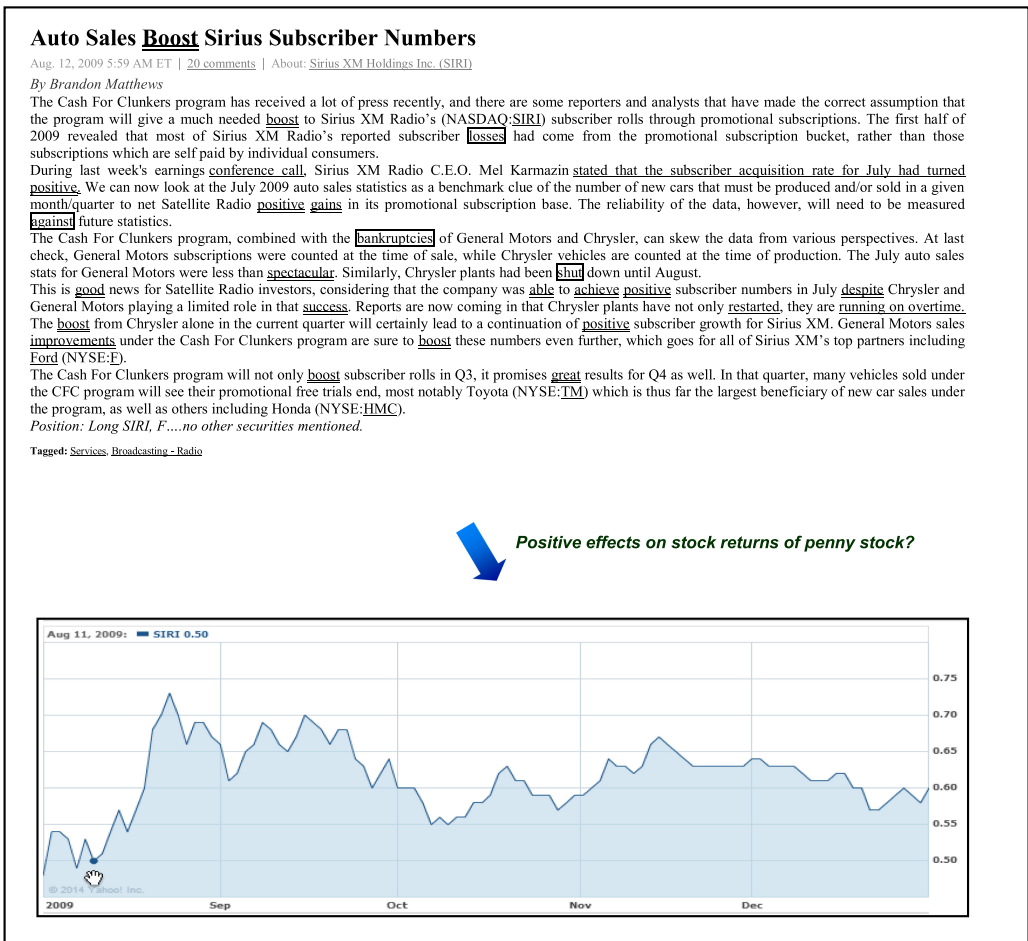 Auto Sales Boost Sirius Subscriber Numbers
Aug. 12, 2009 5:59 AM ET | 20 comments | About: Sirius XM Holdings Inc. (SIRI)
By Brandon Matthews
The Cash For Clunkers program has received a lot of press recently, and there are some reporters and analysts that have made the correct assumption that
the program will give a much needed boost to Sirius XM Radio's (NASDAQ:SIRI) subscriber rolls through promotional subscriptions. The first half of
2009 revealed that most of Sirius XM Radio's reported subscriber losses had come from the promotional subscription bucket, rather than those
subscriptions which are self paid by individual consumers.
During last week's earnings conference call, Sirius XM Radio C.E.O. Mel Karmazin stated that the subscriber acquisition rate for July had turned
positive. We can now look at the July 2009 auto sales statistics as a benchmark clue of the number of new cars that must be produced and/or sold in a given
month/quarter to net Satellite Radio positive gains in its promotional subscription base. The reliability of the data, however, will need to be measured
against future statistics.
The Cash For Clunkers program, combined with the bankruptcies of General Motors and Chrysler, can skew the data from various perspectives. At last
check, General Motors subscriptions were counted at the time of sale, while Chrysler vehicles are counted at the time of production. The July auto sales
stats for General Motors were less than spectacular. Similarly, Chrysler plants had been shut down until August.
This is good news for Satellite Radio investors, considering that the company was able to achieve positive subscriber numbers in July despite Chrysler and
General Motors playing a limited role in that success. Reports are now coming in that Chrysler plants have not only restarted, they are running on overtime.
The boost from Chrysler alone in the current quarter will certainly lead to a continuation of positive subscriber growth for Sirius XM. General Motors sales
improvements under the Cash For Clunkers program are sure to boost these numbers even further, which goes for all of Sirius XM's top partners including
Ford (NYSE:F).
The Cash For Clunkers program will not only boost subscriber rolls in Q3, it promises great results for Q4 as well. In that quarter, many vehicles sold under
the CFC program will see their promotional free trials end, most notably Toyota (NYSE:TM) which is thus far the largest beneficiary of new car sales under
the program, as well as others including Honda (NYSE:HMC).
Position: Long SIRI, F….no other securities mentioned.
Tagged: Services, Broadcasting - Radio
Positive effects on stock returns of penny stock?
Aug 11, 2009: SIRI 0.50
0.75
0.70
0.65
0.60
0.55
0.50
© 2014 Yahoo! Inc.
2009 Sep Oct Nov Dec